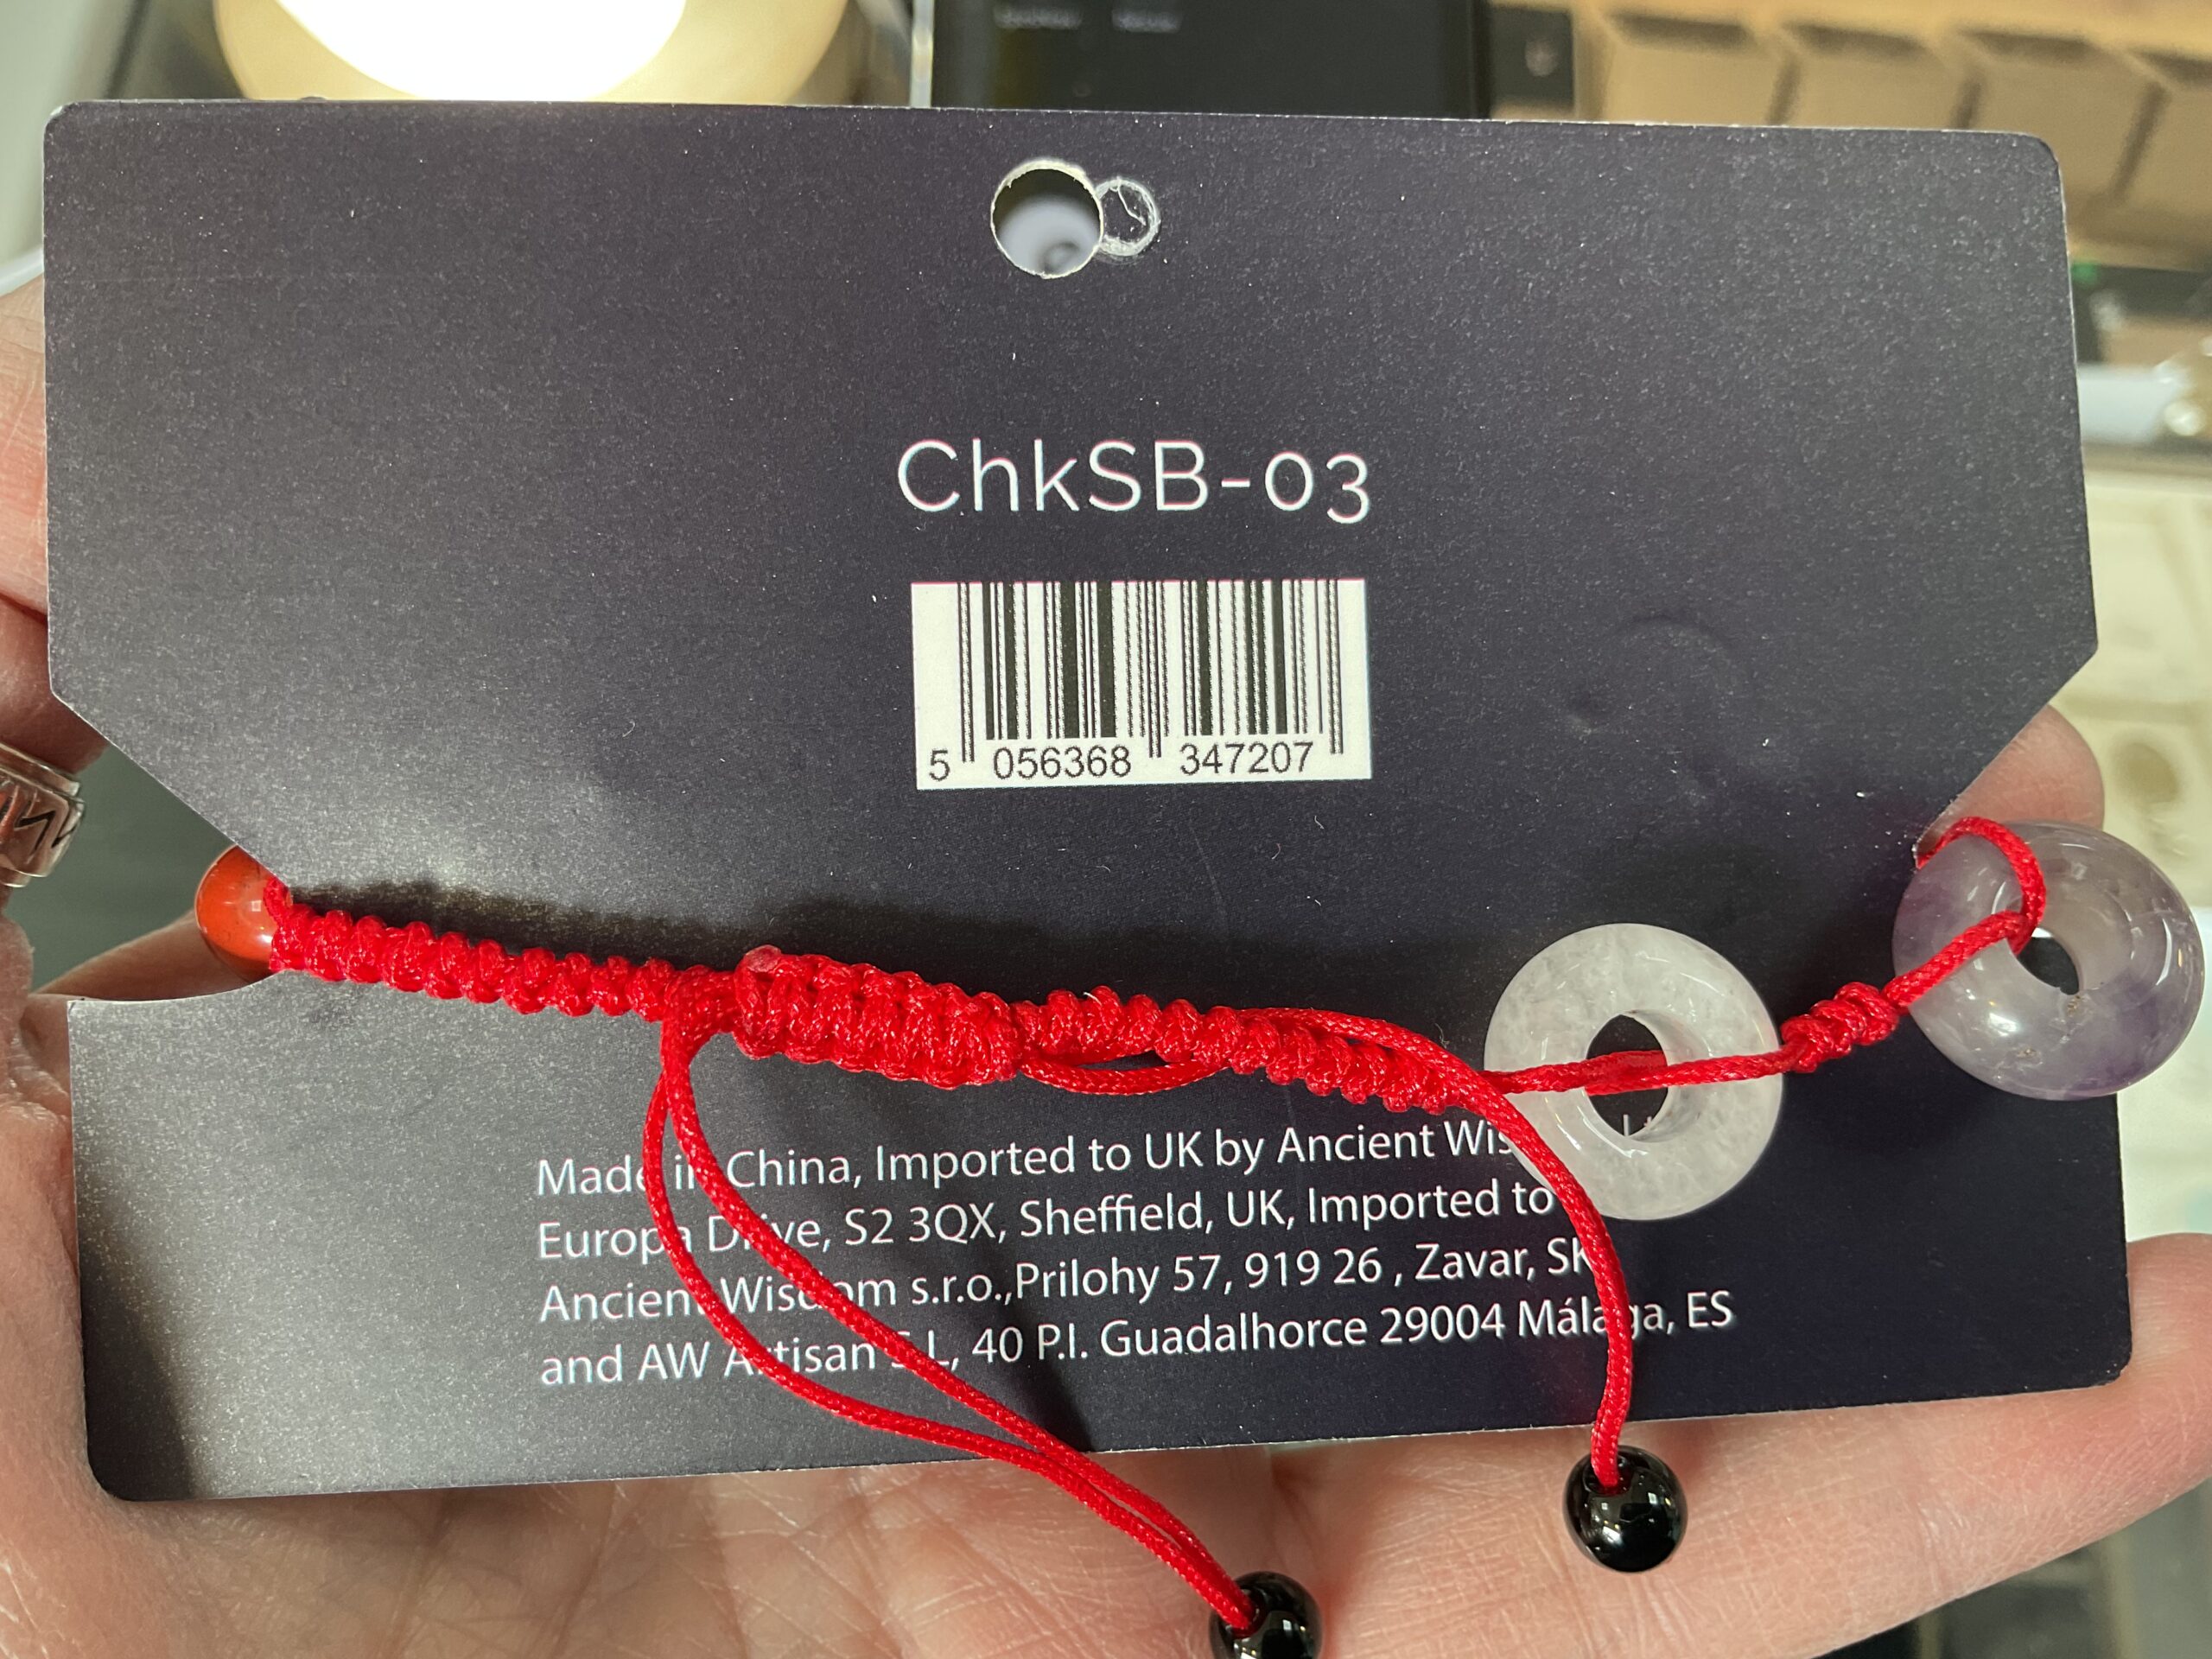 ChkSB-03
5 056368 347207
Made in China, Imported to UK by Ancient
Europa Drive, S2 3QX, Sheffield, UK, Imported to
Ancient Wisdom s.r.o.,Prilohy 57, 919 26 , Zavar, SK
and AW Artisan S.L, 40 P.I. Guadalhorce 29004 Málaga, ES